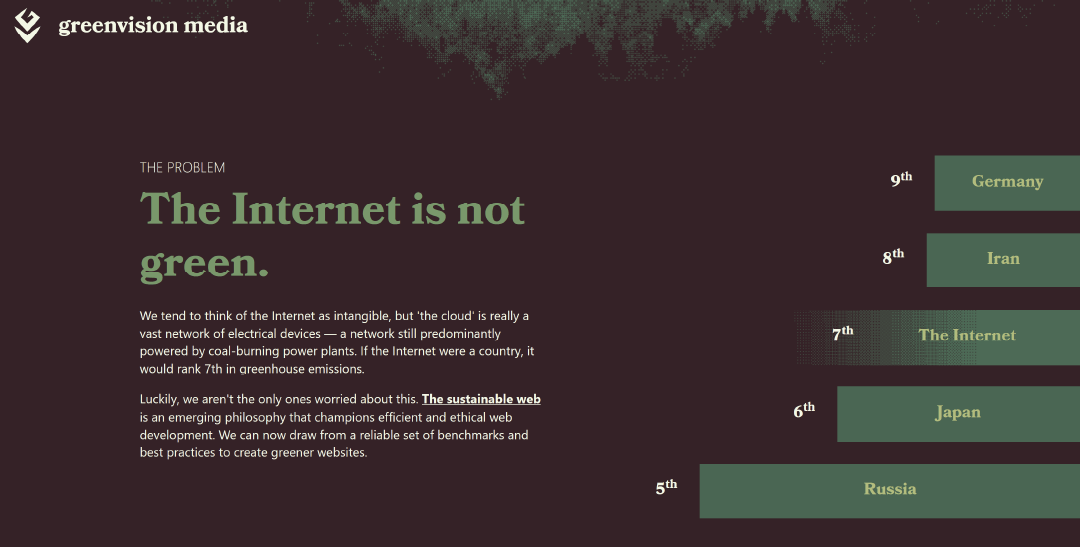 greenvision media
THE PROBLEM
The Internet is not
green.
We tend to think of the Internet as intangible, but 'the cloud' is really a
vast network of electrical devices — a network still predominantly
powered by coal-burning power plants. If the Internet were a country, it
would rank 7th in greenhouse emissions.
Luckily, we aren't the only ones worried about this. The sustainable web
is an emerging philosophy that champions efficient and ethical web
development. We can now draw from a reliable set of benchmarks and
best practices to create greener websites.
9th Germany
8th Iran
7th The Internet
6th Japan
5th Russia